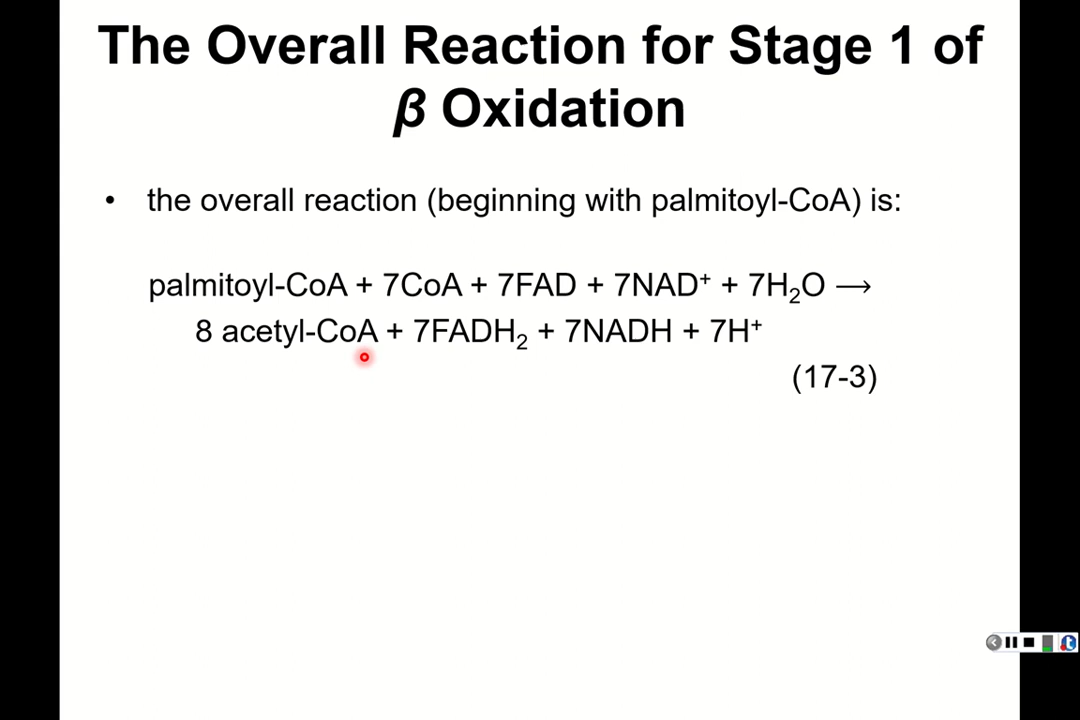 The Overall Reaction for Stage 1 of
β Oxidation
• the overall reaction (beginning with palmitoyl-CoA) is:
palmitoyl-CoA + 7CoA + 7FAD + 7NAD⁺ + 7H₂O ⟶
8 acetyl-CoA + 7FADH₂ + 7NADH + 7H⁺
(17-3)